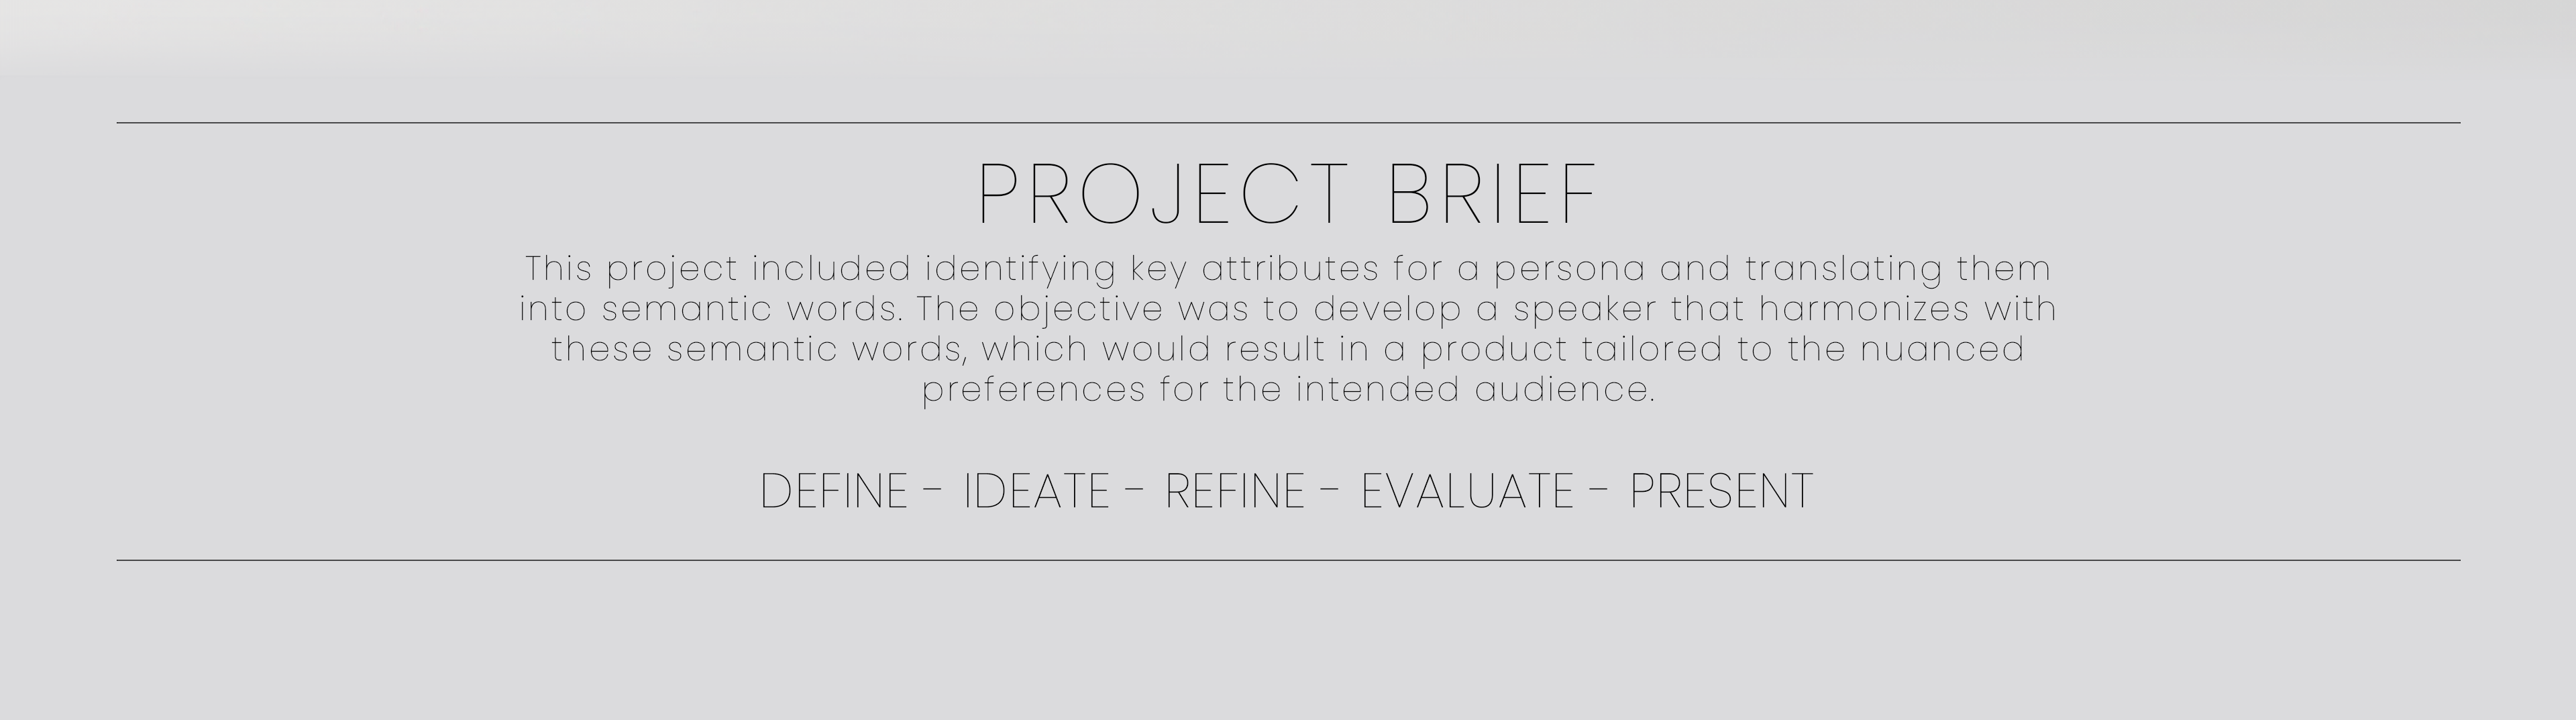 PROJECT BRIEF
This project included identifying key attributes for a persona and translating them
into semantic words. The objective was to develop a speaker that harmonizes with
these semantic words, which would result in a product tailored to the nuanced
preferences for the intended audience.
DEFINE - IDEATE - REFINE - EVALUATE - PRESENT